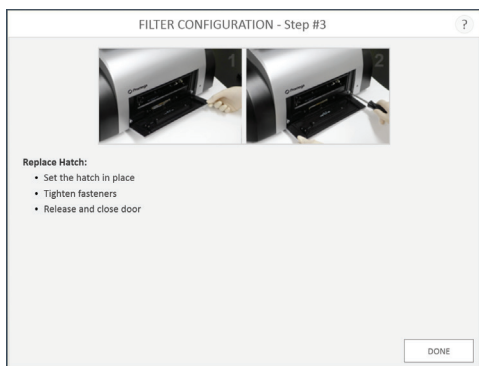 FILTER CONFIGURATION - Step #3
?
1
2
Replace Hatch:
• Set the hatch in place
• Tighten fasteners
• Release and close door
DONE